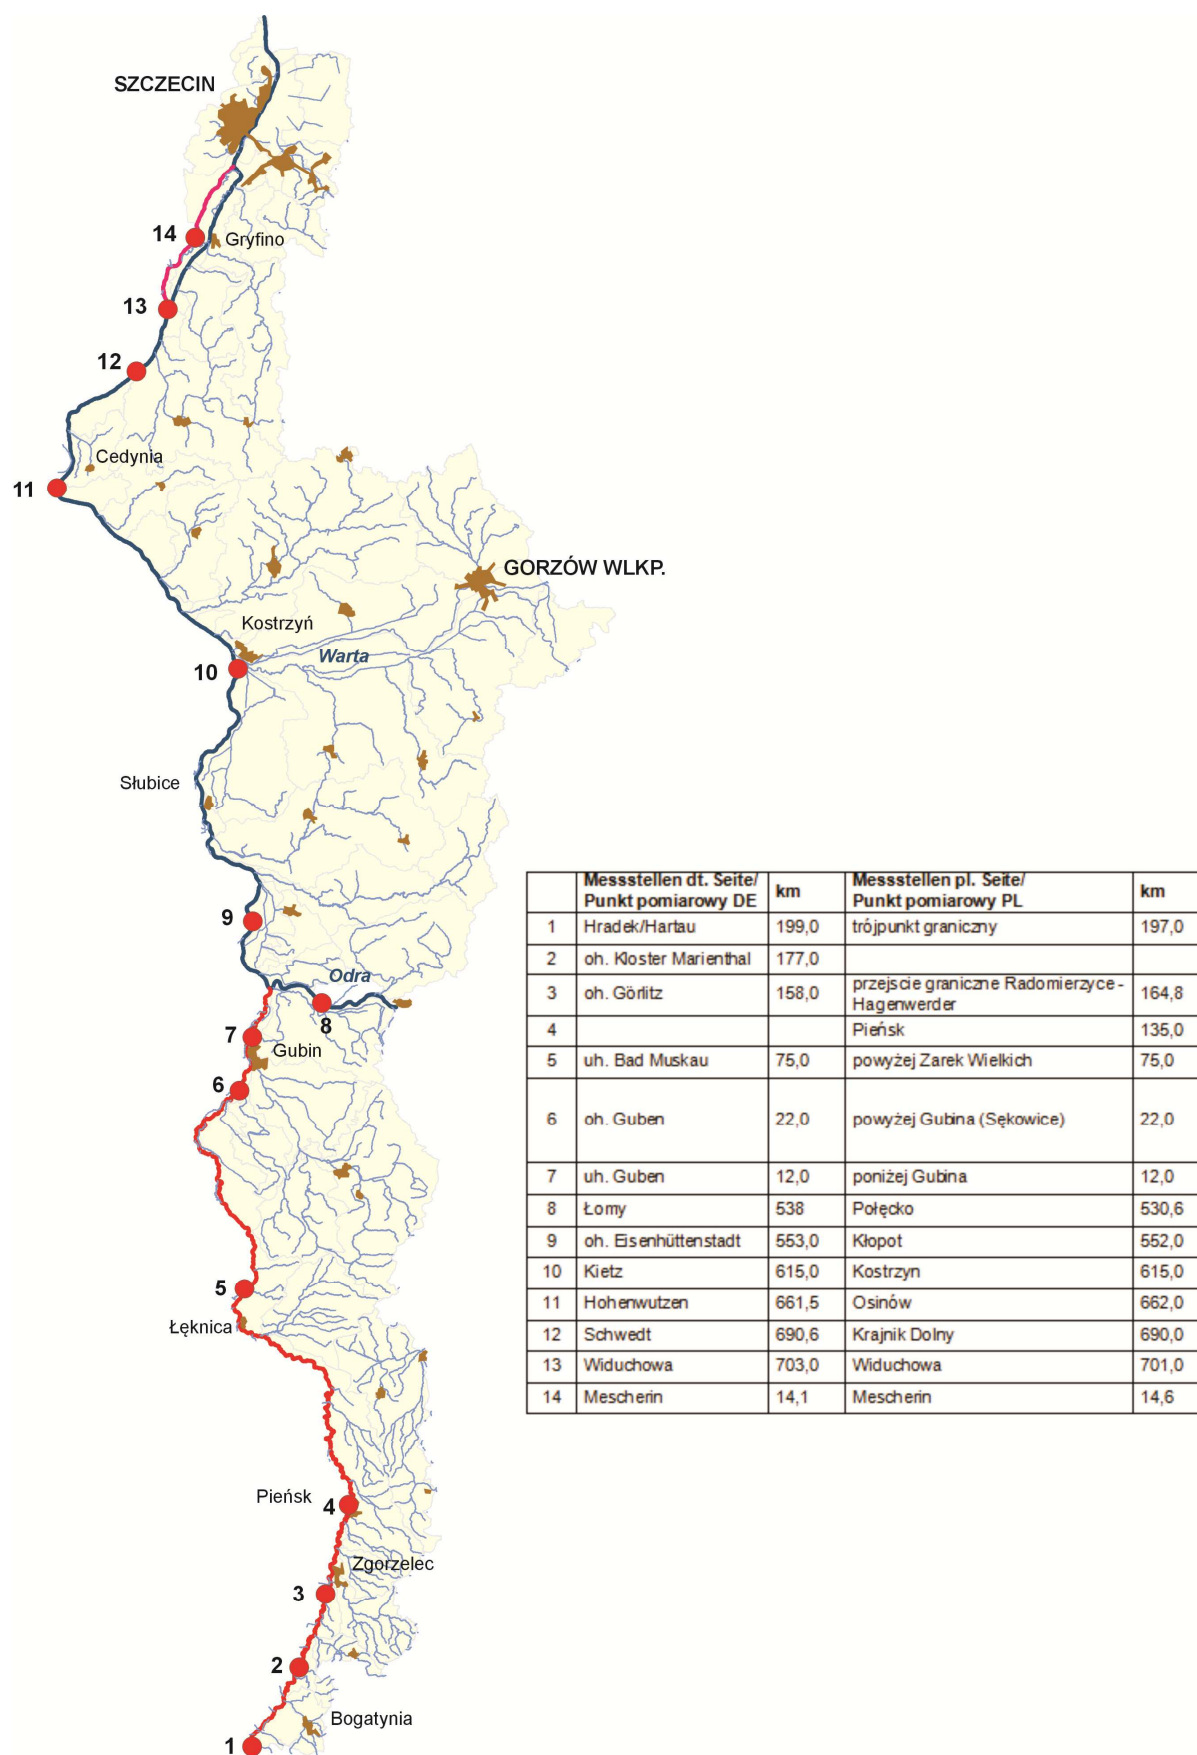 SZCZECIN
14
Gryfino
13
12
Cedynia
11
GORZÓW WLKP.
Kostrzyń
Warta
10
Słubice
9
Odra
8
7
Gubin
6
5
Łęknica
Pieńsk
4
Zgorzelec
3
2
Bogatynia
1
Messstellen dt. Seite/ Messstellen pl. Seite/
Punkt pomiarowy DE km Punkt pomiarowy PL km
1 Hradek/Hartau 199,0 trójpunkt graniczny 197,0
2 oh. Kloster Marienthal 177,0
3 oh. Görlitz 158,0 przejscie graniczne Radomierzyce - 164,8
Hagenwerder
4 Pieńsk 135,0
5 uh. Bad Muskau 75,0 powyżej Zarek Wielkich 75,0
6 oh. Guben 22,0 powyżej Gubina (Sękowice) 22,0
7 uh. Guben 12,0 poniżej Gubina 12,0
8 Łomy 538 Połęcko 530,6
9 oh. Eisenhüttenstadt 553,0 Kłopot 552,0
10 Kietz 615,0 Kostrzyn 615,0
11 Hohenwutzen 661,5 Osinów 662,0
12 Schwedt 690,6 Krajnik Dolny 690,0
13 Widuchowa 703,0 Widuchowa 701,0
14 Mescherin 14,1 Mescherin 14,6